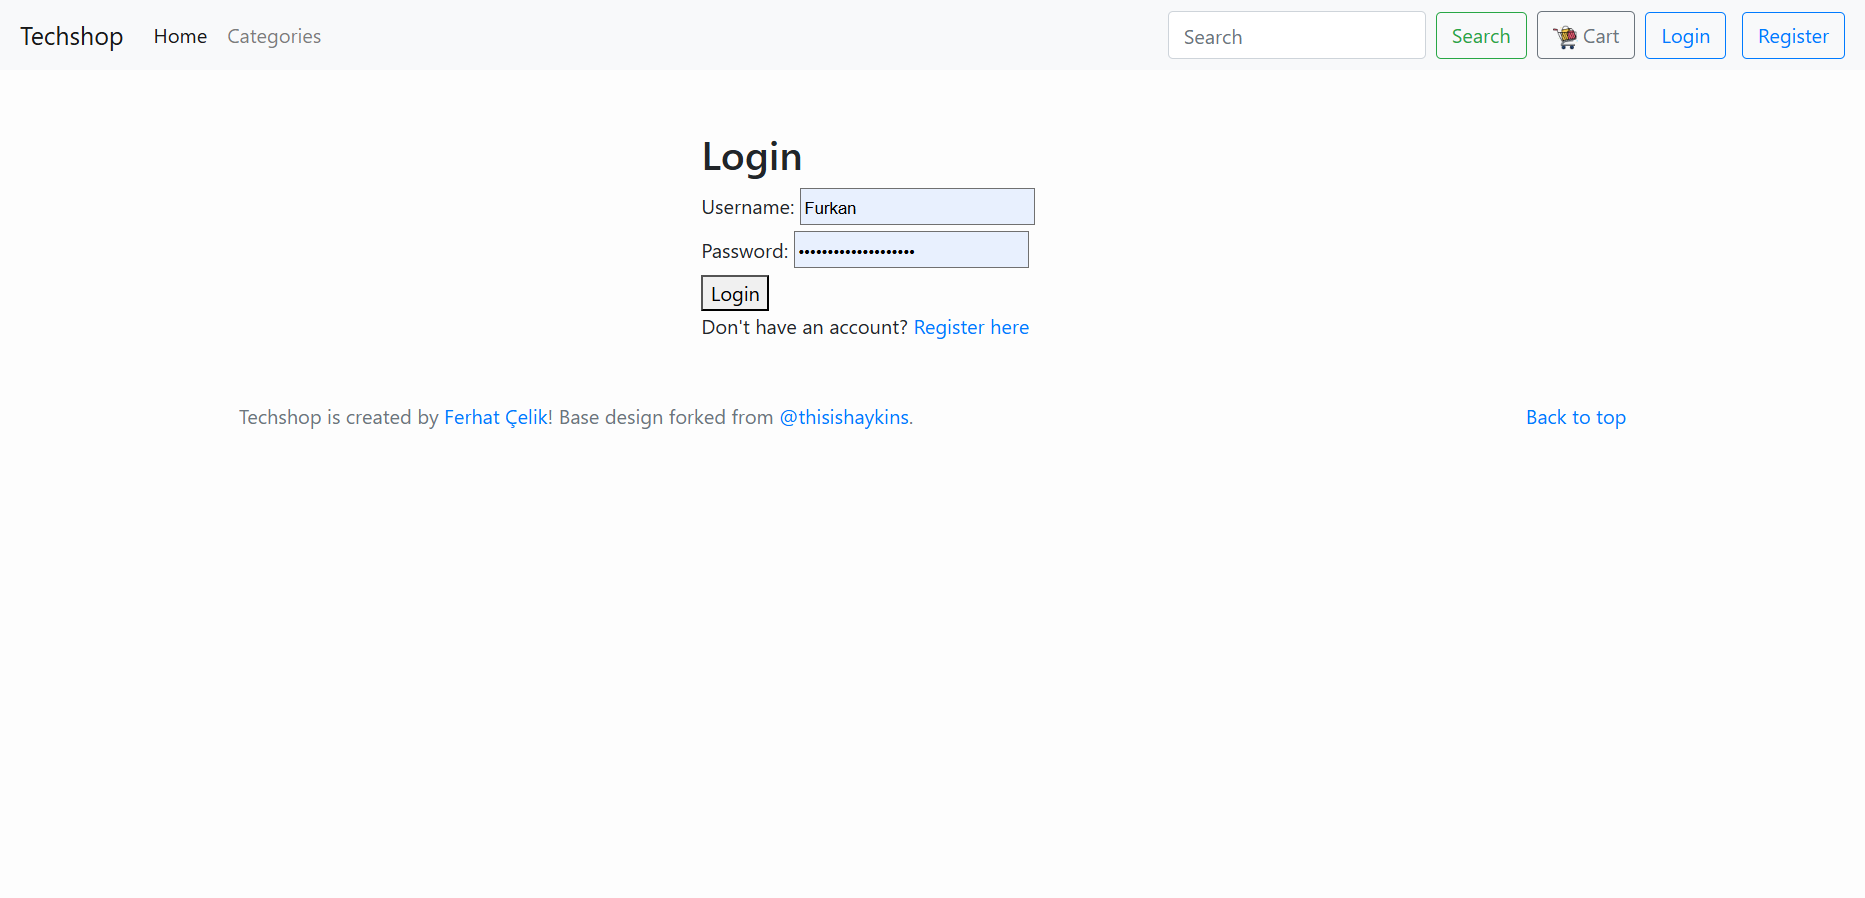 Techshop Home Categories Search Search Cart Login Register
Login
Username: Furkan
Password: ••••••••••••••••••••
Login
Don't have an account? Register here
Techshop is created by Ferhat Çelik! Base design forked from @thisishaykins. Back to top